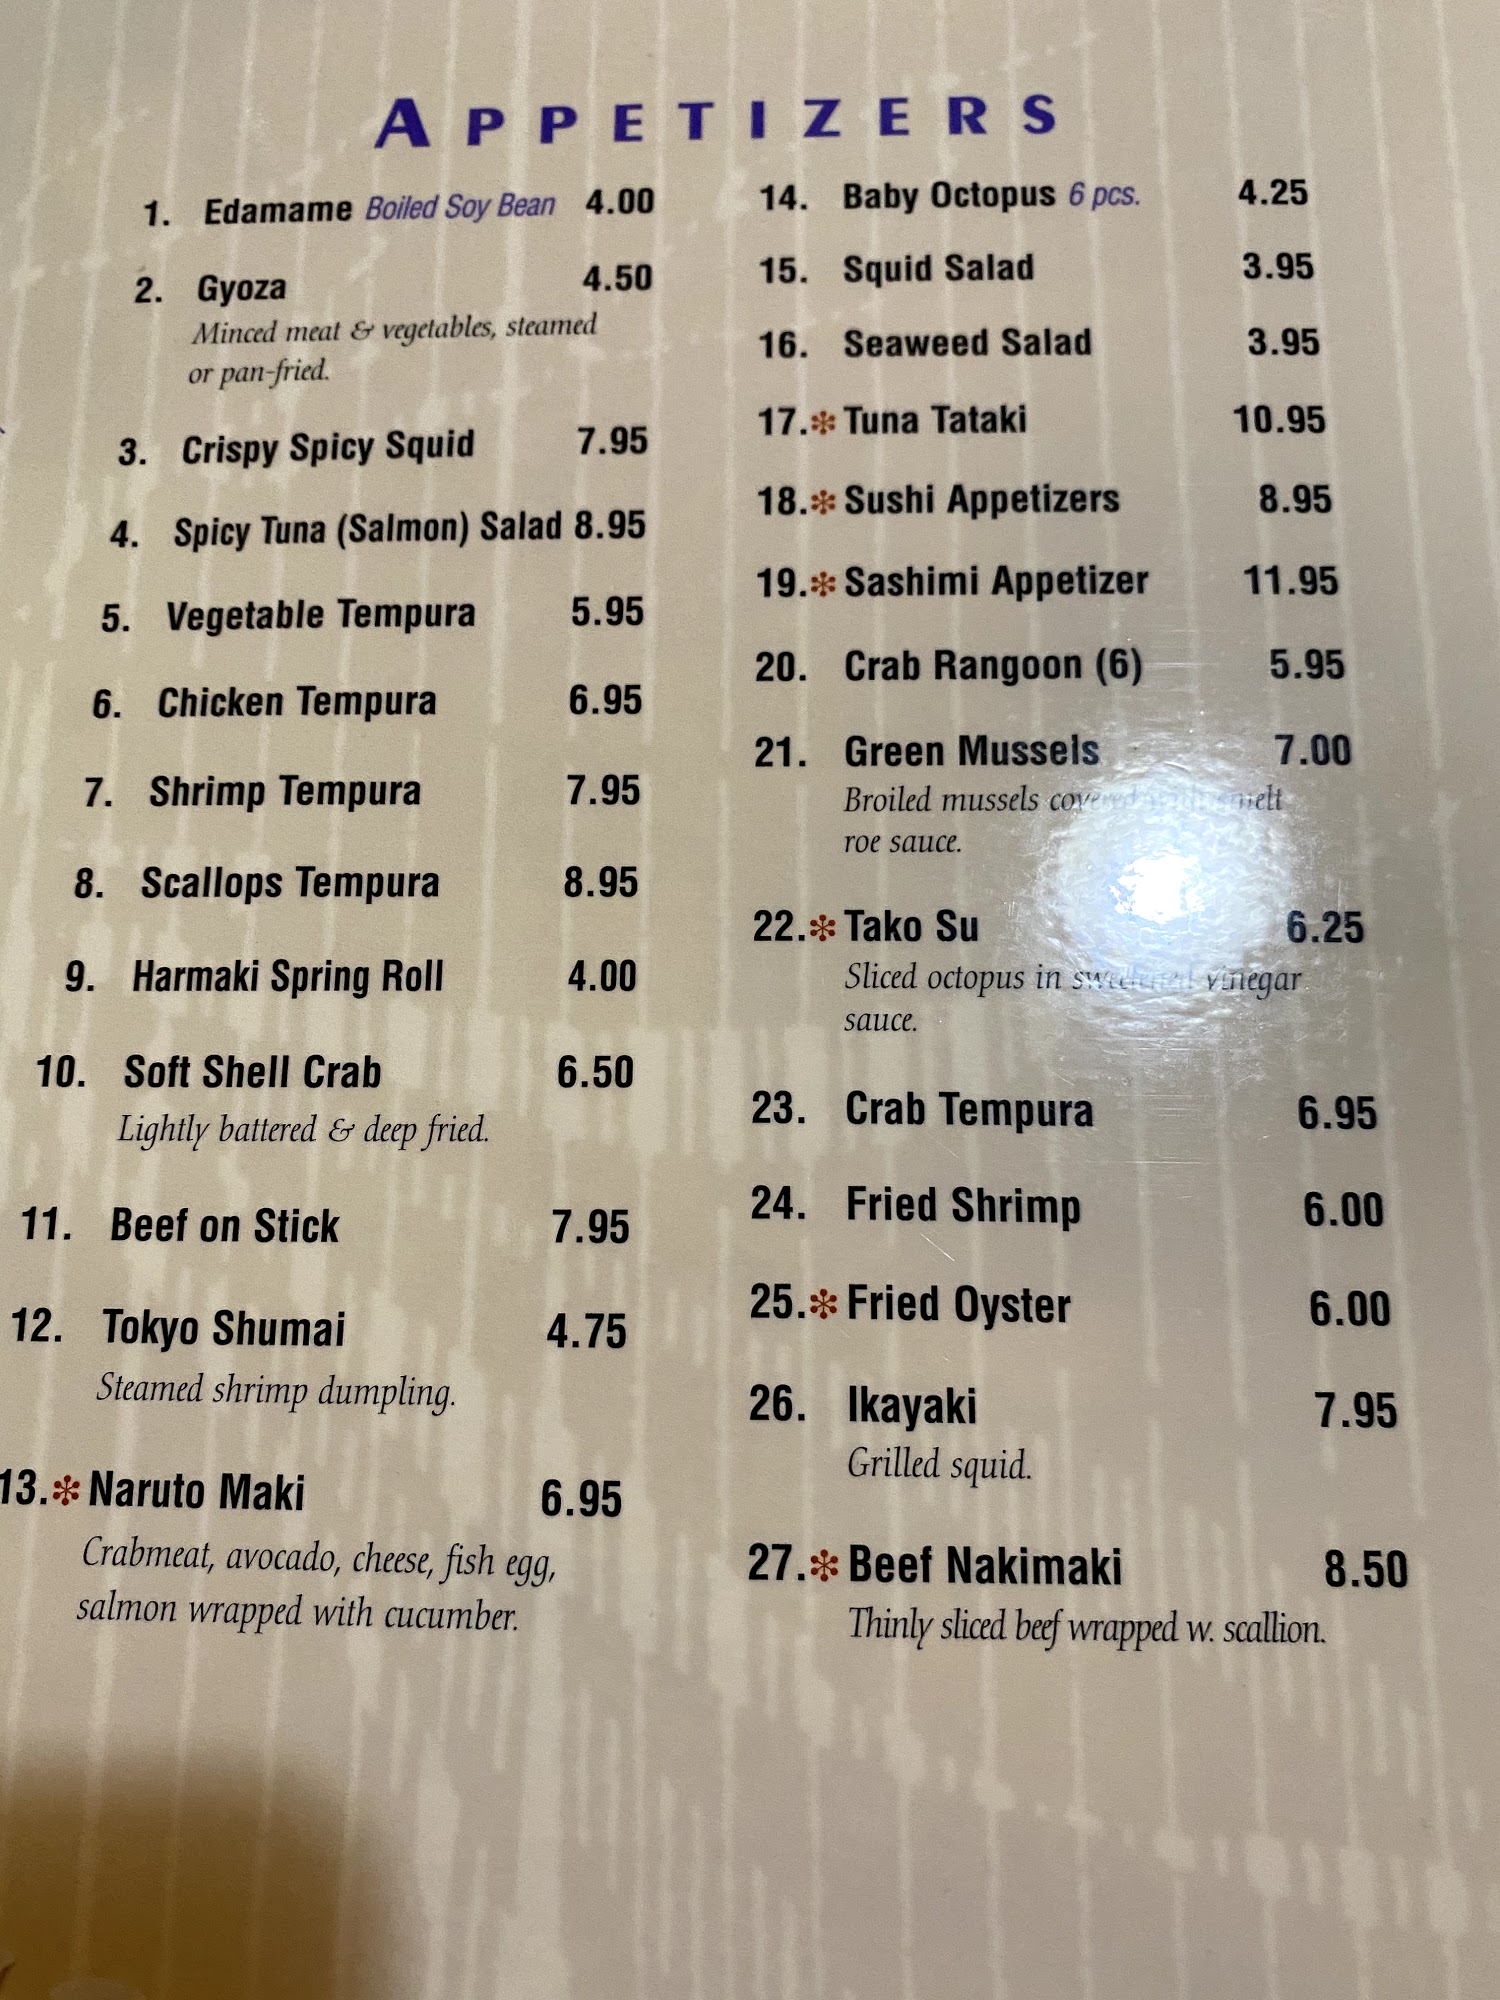 APPETIZERS
1. Edamame Boiled Soy Bean 4.00
2. Gyoza 4.50
Minced meat & vegetables, steamed
or pan-fried.
3. Crispy Spicy Squid 7.95
4. Spicy Tuna (Salmon) Salad 8.95
5. Vegetable Tempura 5.95
6. Chicken Tempura 6.95
7. Shrimp Tempura 7.95
8. Scallops Tempura 8.95
9. Harmaki Spring Roll 4.00
10. Soft Shell Crab 6.50
Lightly battered & deep fried.
11. Beef on Stick 7.95
12. Tokyo Shumai 4.75
Steamed shrimp dumpling.
13.* Naruto Maki 6.95
Crabmeat, avocado, cheese, fish egg,
salmon wrapped with cucumber.
14. Baby Octopus 6 pcs. 4.25
15. Squid Salad 3.95
16. Seaweed Salad 3.95
17.* Tuna Tataki 10.95
18.* Sushi Appetizers 8.95
19.* Sashimi Appetizer 11.95
20. Crab Rangoon (6) 5.95
21. Green Mussels 7.00
Broiled mussels covered with smelt
roe sauce.
22.* Tako Su 6.25
Sliced octopus in sweetened vinegar
sauce.
23. Crab Tempura 6.95
24. Fried Shrimp 6.00
25.* Fried Oyster 6.00
26. Ikayaki 7.95
Grilled squid.
27.* Beef Nakimaki 8.50
Thinly sliced beef wrapped w. scallion.